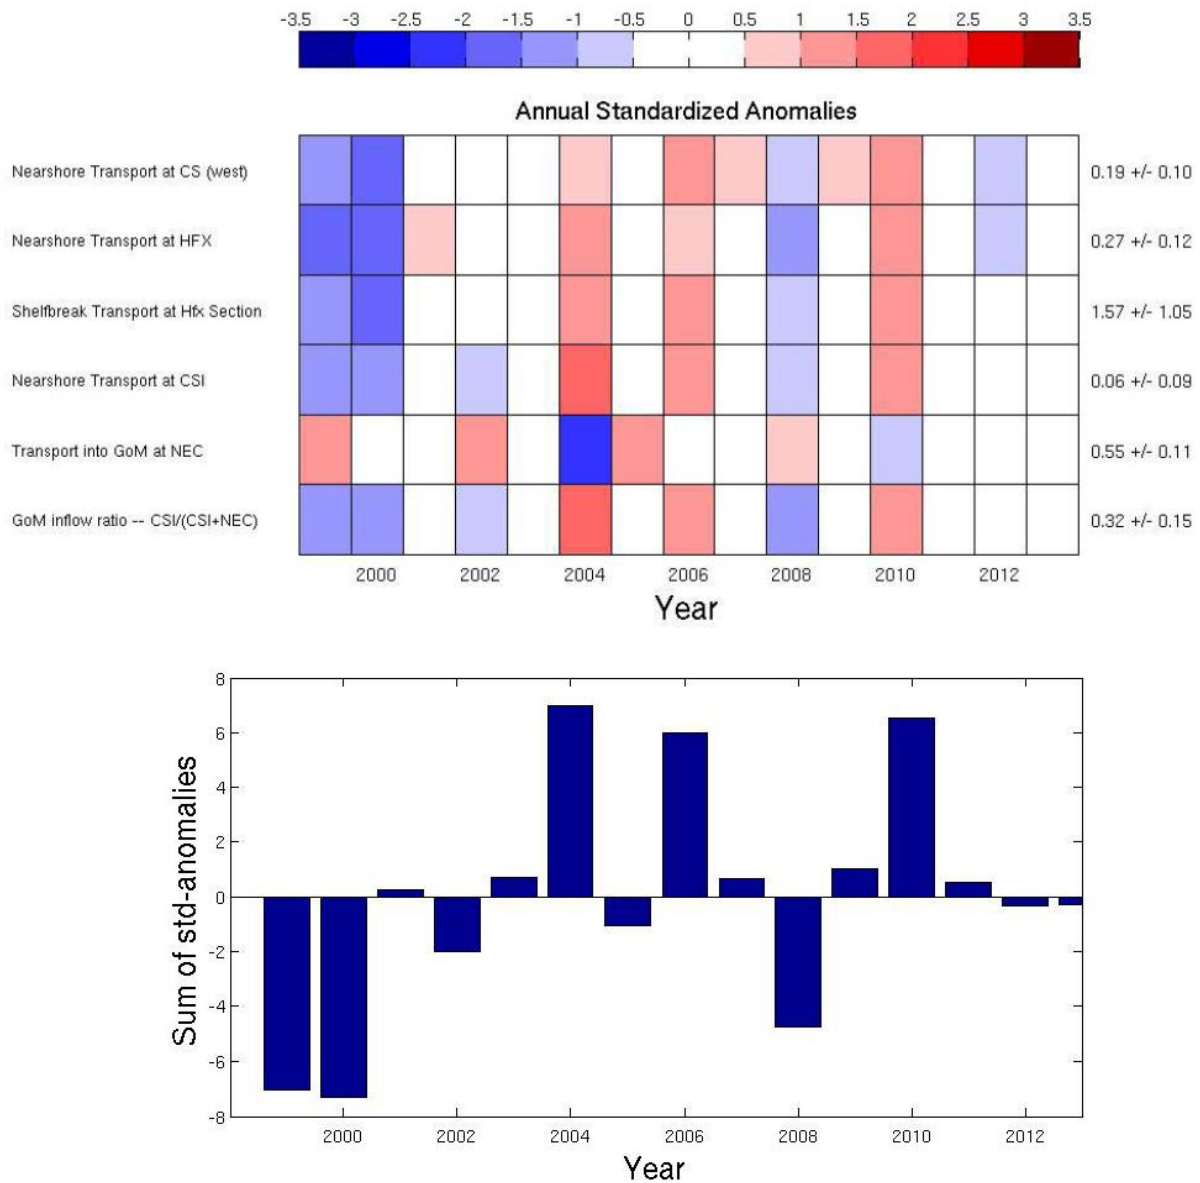 -3.5 -3 -2.5 -2 -1.5 -1 -0.5 0 0.5 1 1.5 2 2.5 3 3.5
Annual Standardized Anomalies
Nearshore Transport at CS (west) 0.19 +/- 0.10
Nearshore Transport at HFX 0.27 +/- 0.12
Shelfbreak Transport at Hfx Section 1.57 +/- 1.05
Nearshore Transport at CSI 0.06 +/- 0.09
Transport into GoM at NEC 0.55 +/- 0.11
GoM inflow ratio -- CSI/(CSI+NEC) 0.32 +/- 0.15
2000 2002 2004 2006 2008 2010 2012
Year
Sum of std-anomalies
8
6
4
2
0
-2
-4
-6
-8
2000 2002 2004 2006 2008 2010 2012
Year